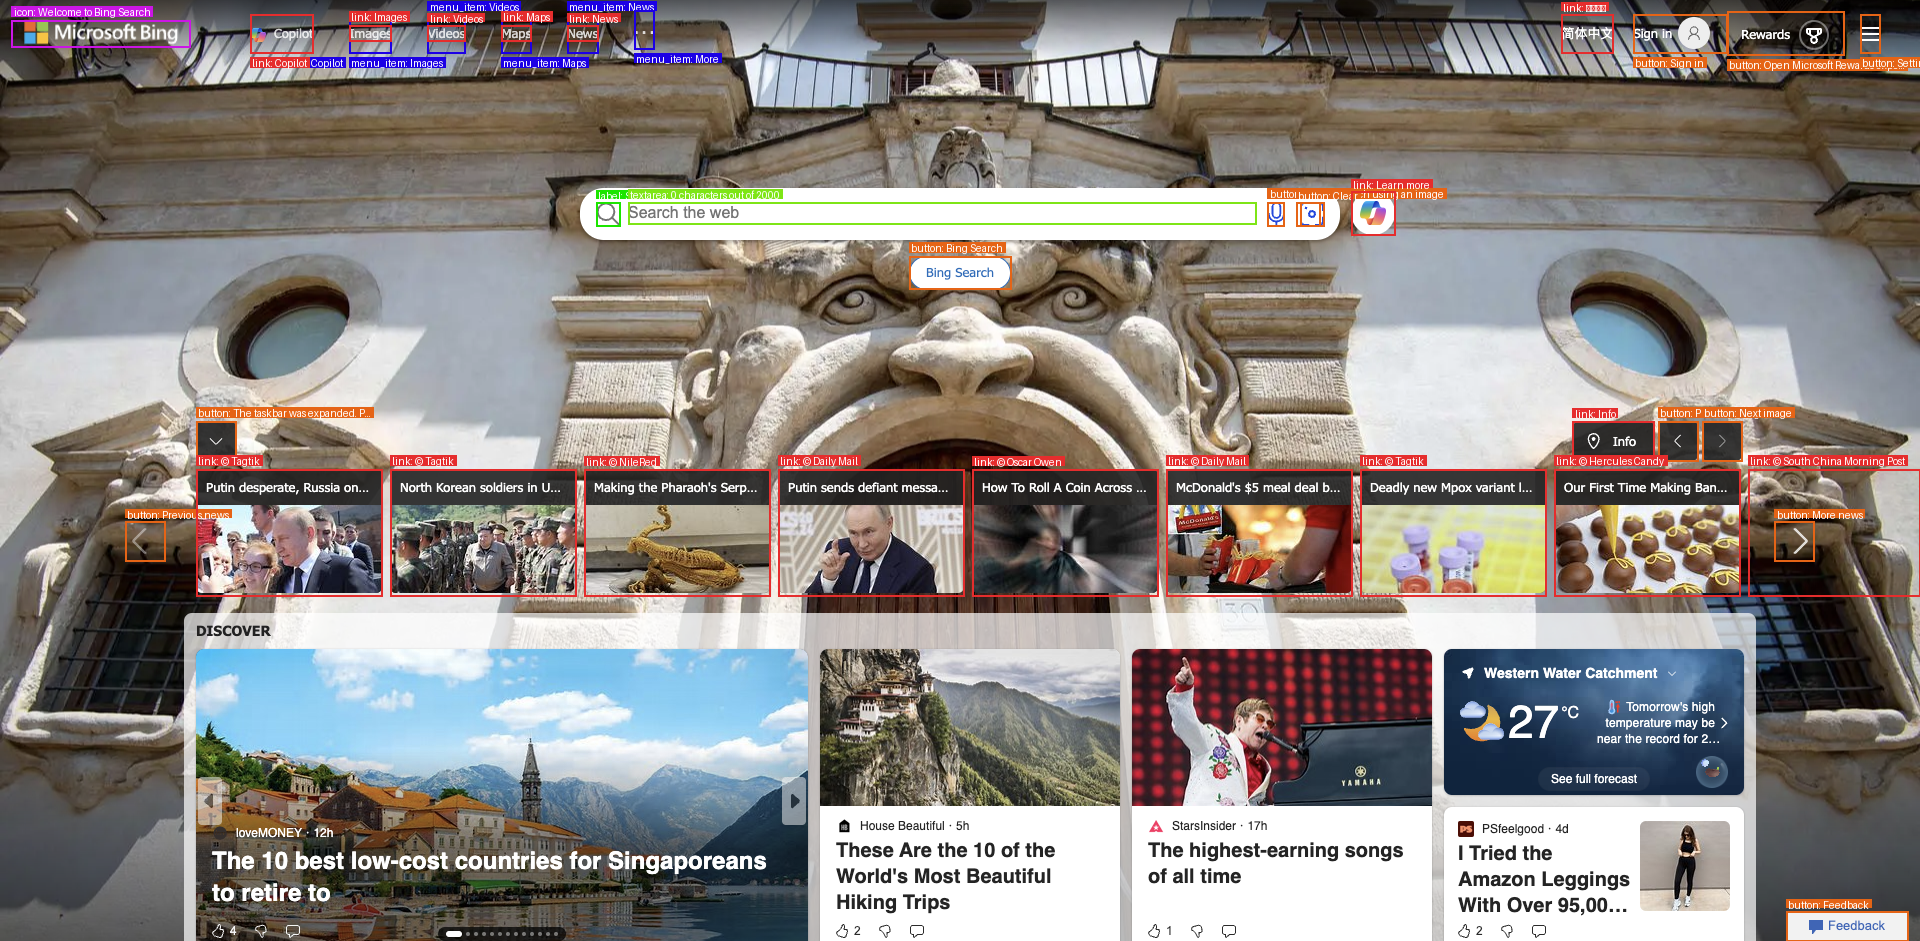 icon: Welcome to Bing Search
Microsoft Bing
Copilot
link: Copilot
Copilot
link: Images
Images
menu_item: Images
menu_item: Videos
link: Videos
Videos
link: Maps
Maps
menu_item: Maps
menu_item: News
link: News
News
menu_item: More
link:
简体中文
Sign in
button: Sign in
Rewards
button: Open Microsoft Rewa
button: Setti
textarea: 0 characters out of 2000
Search the web
link: Learn more
an image
button: Bing Search
Bing Search
button: The taskbar was expanded. P...
link: Info
Info
button: P
button: Next image
link: © Tagtik
Putin desperate, Russia on...
link: © Tagtik
North Korean soldiers in U...
link: © NileRed
Making the Pharaoh's Serp...
link: © Daily Mail
Putin sends defiant messa...
link: © Oscar Owen
How To Roll A Coin Across ...
link: © Daily Mail
McDonald's $5 meal deal b...
McDonald's
link: © Tagtik
Deadly new Mpox variant l...
link: © Hercules Candy
Our First Time Making Ban...
link: © South China Morning Post
button: Previous news
button: More news
DISCOVER
loveMONEY · 12h
The 10 best low-cost countries for Singaporeans
to retire to
4
House Beautiful · 5h
These Are the 10 of the
World's Most Beautiful
Hiking Trips
2
YAMAHA
StarsInsider · 17h
The highest-earning songs
of all time
1
Western Water Catchment
27 °C
Tomorrow's high
temperature may be
near the record for 2...
See full forecast
PS
PSfeelgood · 4d
I Tried the
Amazon Leggings
With Over 95,00...
2
button: Feedback
Feedback